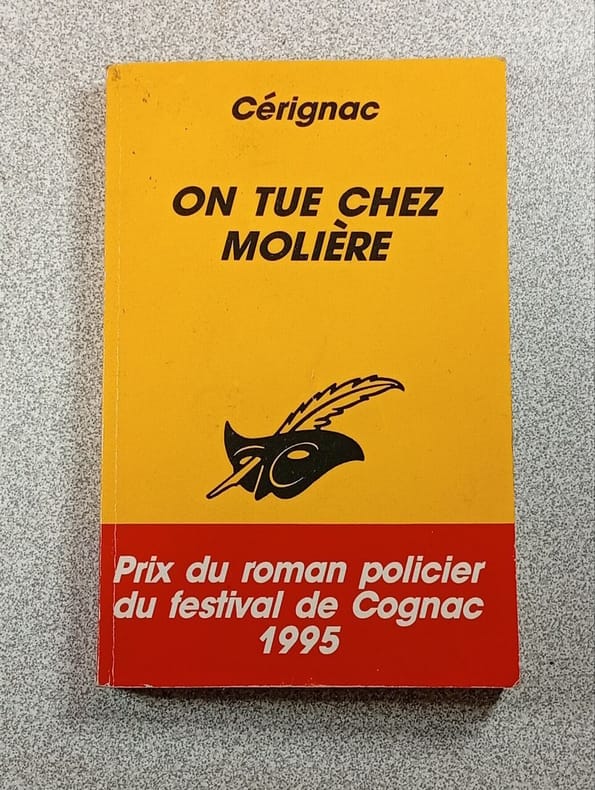 Cérignac
ON TUE CHEZ
MOLIÈRE
Prix du roman policier
du festival de Cognac
1995